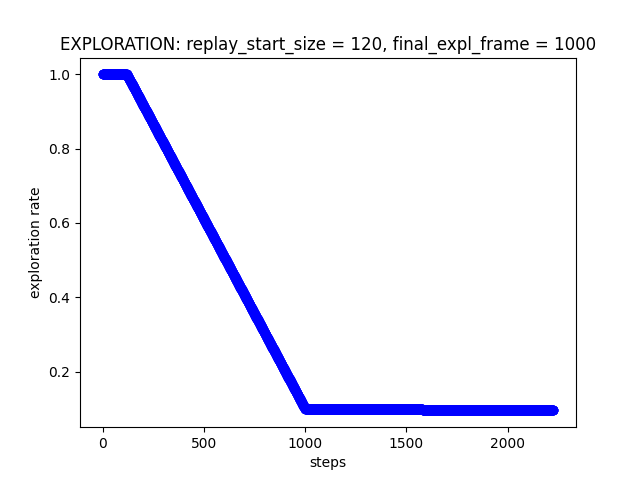 EXPLORATION: replay_start_size = 120, final_expl_frame = 1000
1.0
0.8
0.6
0.4
0.2
exploration rate
0 500 1000 1500 2000
steps